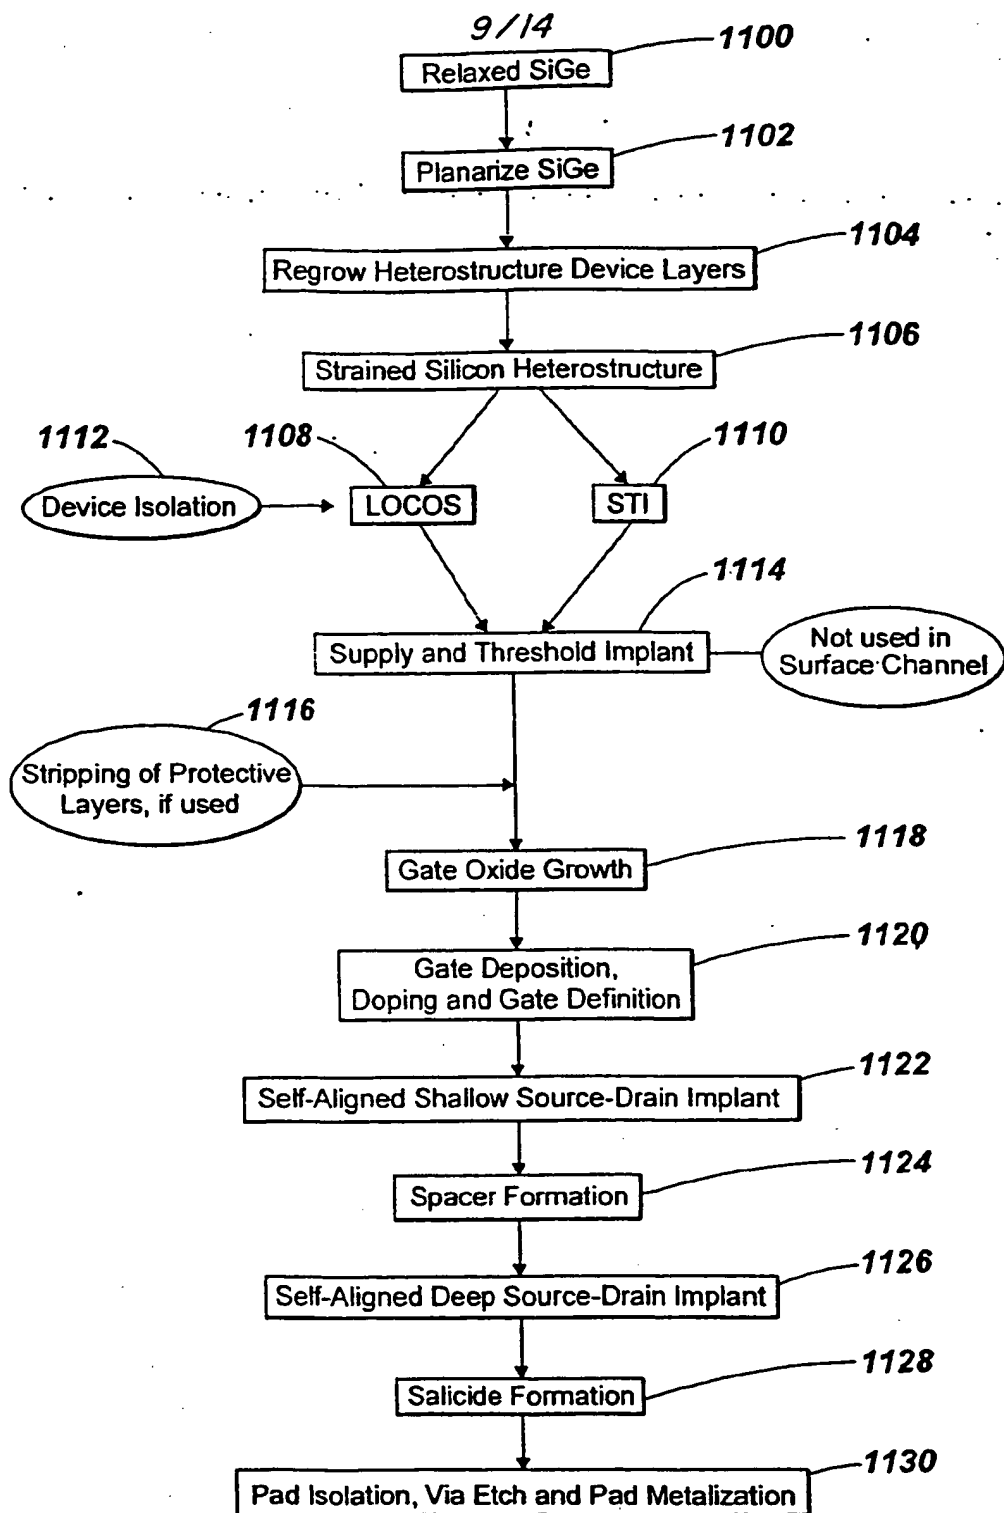 9/14
1100
Relaxed SiGe
1102
Planarize SiGe
1104
Regrow Heterostructure Device Layers
1106
Strained Silicon Heterostructure
1112
1108
1110
Device Isolation
LOCOS
STI
1114
Supply and Threshold Implant
Not used in
Surface Channel
1116
Stripping of Protective
Layers, if used
1118
Gate Oxide Growth
1120
Gate Deposition,
Doping and Gate Definition
1122
Self-Aligned Shallow Source-Drain Implant
1124
Spacer Formation
1126
Self-Aligned Deep Source-Drain Implant
1128
Salicide Formation
1130
Pad Isolation, Via Etch and Pad Metalization